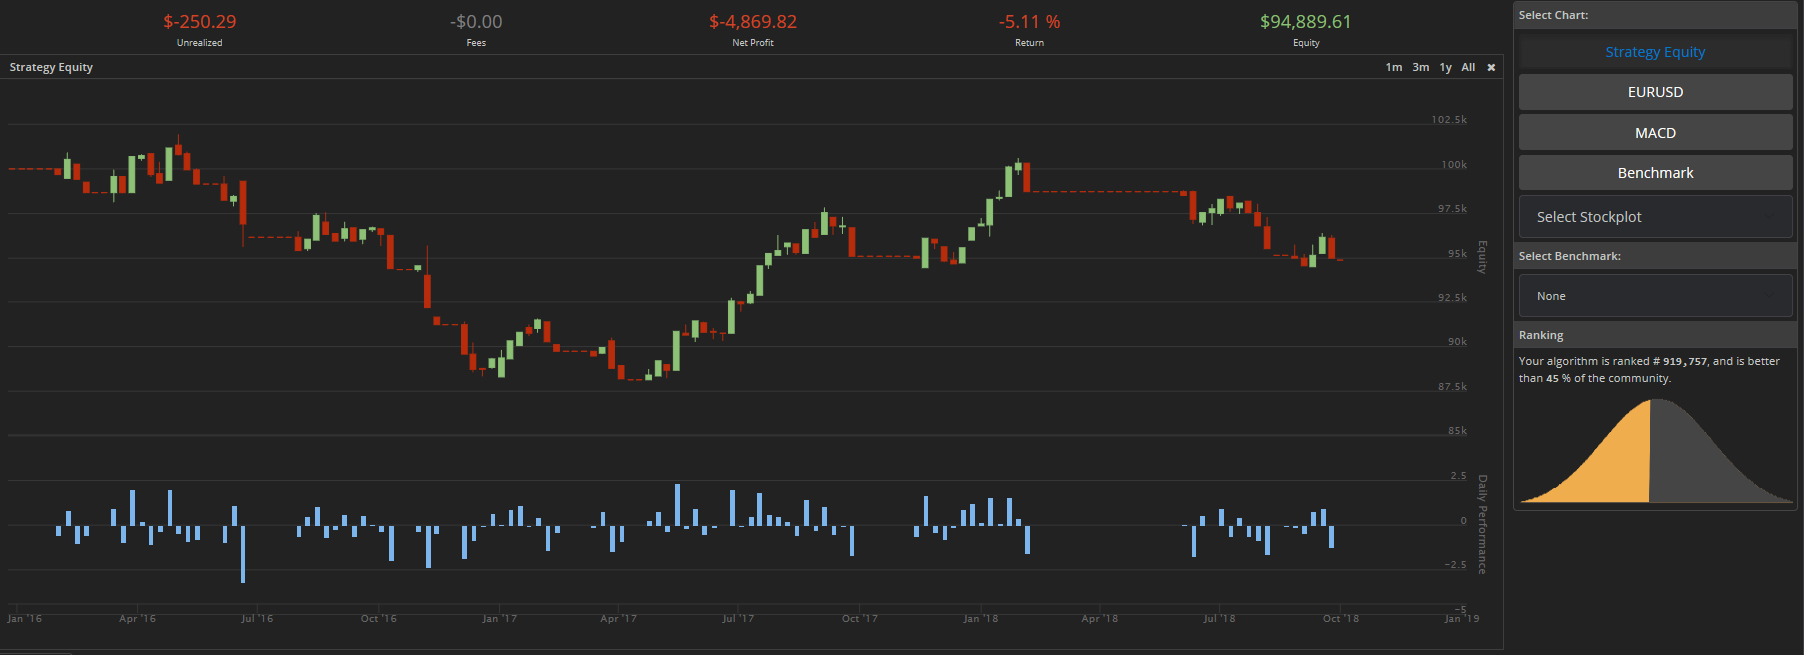 $-250.29
Unrealized
-$0.00
Fees
$-4,869.82
Net Profit
-5.11 %
Return
$94,889.61
Equity
Strategy Equity
1m 3m 1y All ✖
102.5k
100k
97.5k
95k
92.5k
90k
87.5k
85k
Equity
2.5
0
−2.5
−5
Daily Performance
Jan '16 Apr '16 Jul '16 Oct '16 Jan '17 Apr '17 Jul '17 Oct '17 Jan '18 Apr '18 Jul '18 Oct '18 Jan '19
Select Chart:
Strategy Equity
EURUSD
MACD
Benchmark
Select Stockplot
Select Benchmark:
None
Ranking
Your algorithm is ranked # 919,757, and is better
than 45 % of the community.